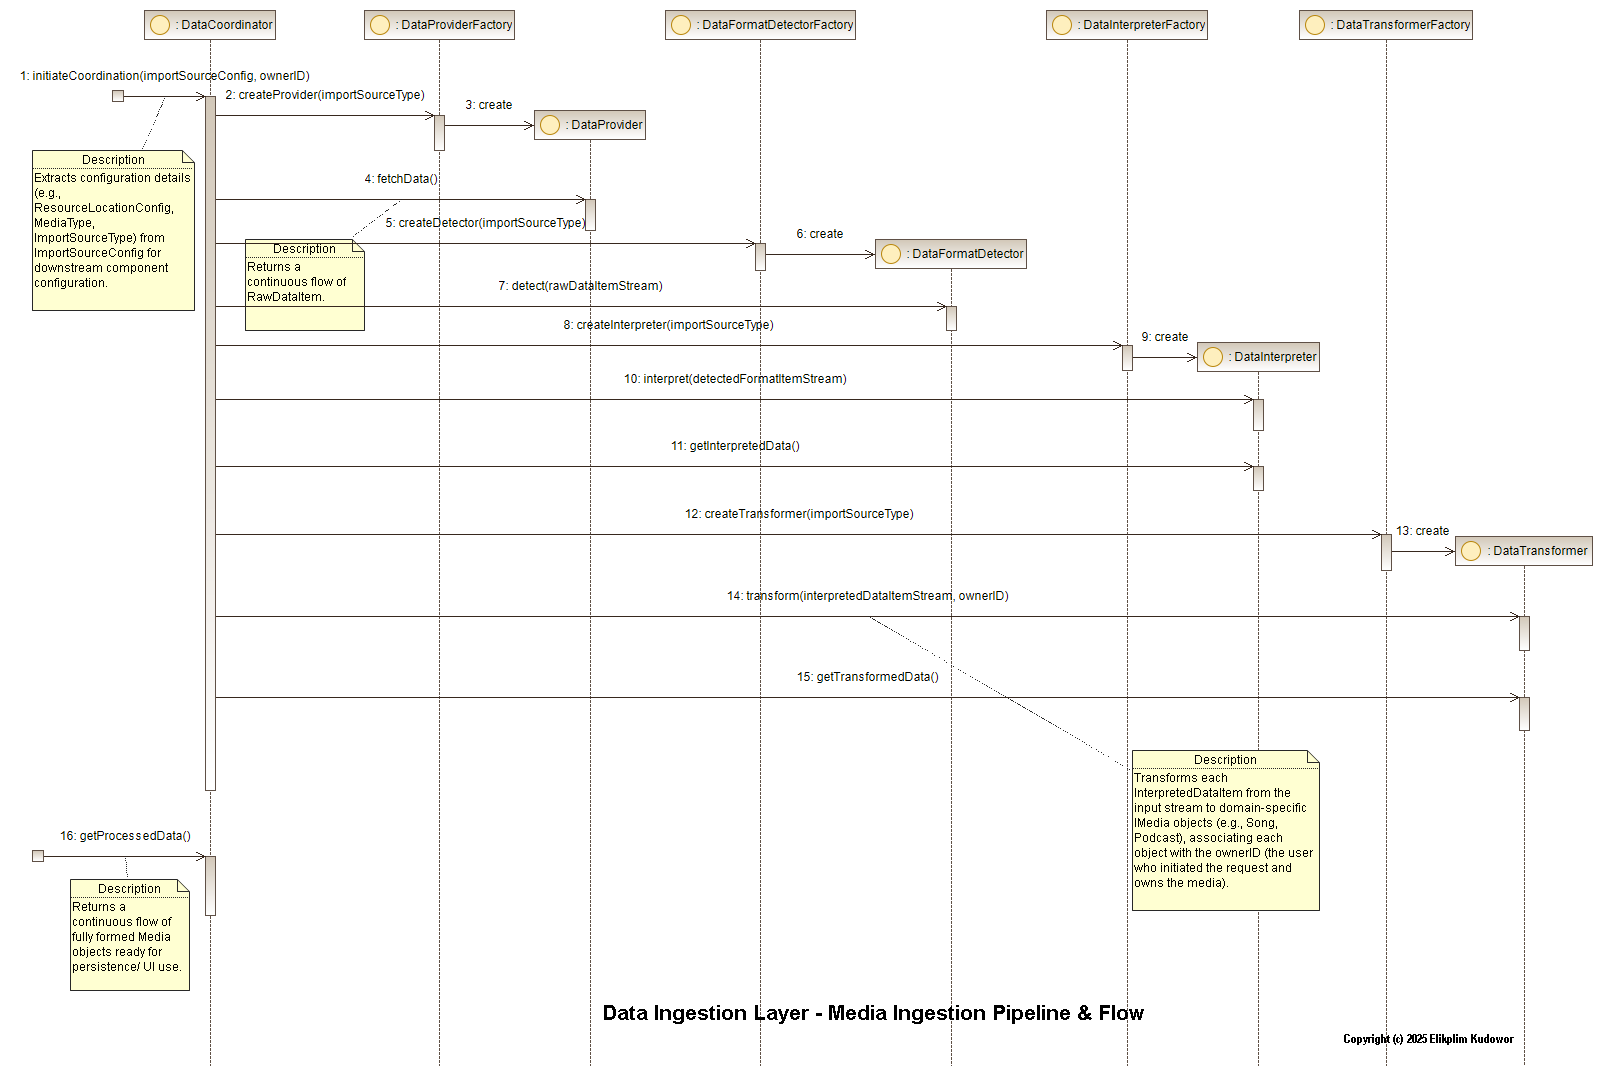 : DataCoordinator
: DataProviderFactory
: DataFormatDetectorFactory
: DataInterpreterFactory
: DataTransformerFactory
1: initiateCoordination(importSourceConfig, ownerID)
2: createProvider(importSourceType)
3: create
: DataProvider
Description
Extracts configuration details
(e.g.,
ResourceLocationConfig,
MediaType,
ImportSourceType) from
ImportSourceConfig for
downstream component
configuration.
4: fetchData()
5: createDetector(importSourceType)
6: create
: DataFormatDetector
Description
Returns a
continuous flow of
RawDataItem.
7: detect(rawDataItemStream)
8: createInterpreter(importSourceType)
9: create
: DataInterpreter
10: interpret(detectedFormatItemStream)
11: getInterpretedData()
12: createTransformer(importSourceType)
13: create
: DataTransformer
14: transform(interpretedDataItemStream, ownerID)
15: getTransformedData()
Description
Transforms each
InterpretedDataItem from the
input stream to domain-specific
IMedia objects (e.g., Song,
Podcast), associating each
object with the ownerID (the user
who initiated the request and
owns the media).
16: getProcessedData()
Description
Returns a
continuous flow of
fully formed Media
objects ready for
persistence/ UI use.
Data Ingestion Layer - Media Ingestion Pipeline & Flow
Copyright (c) 2025 Elikplim Kudowor